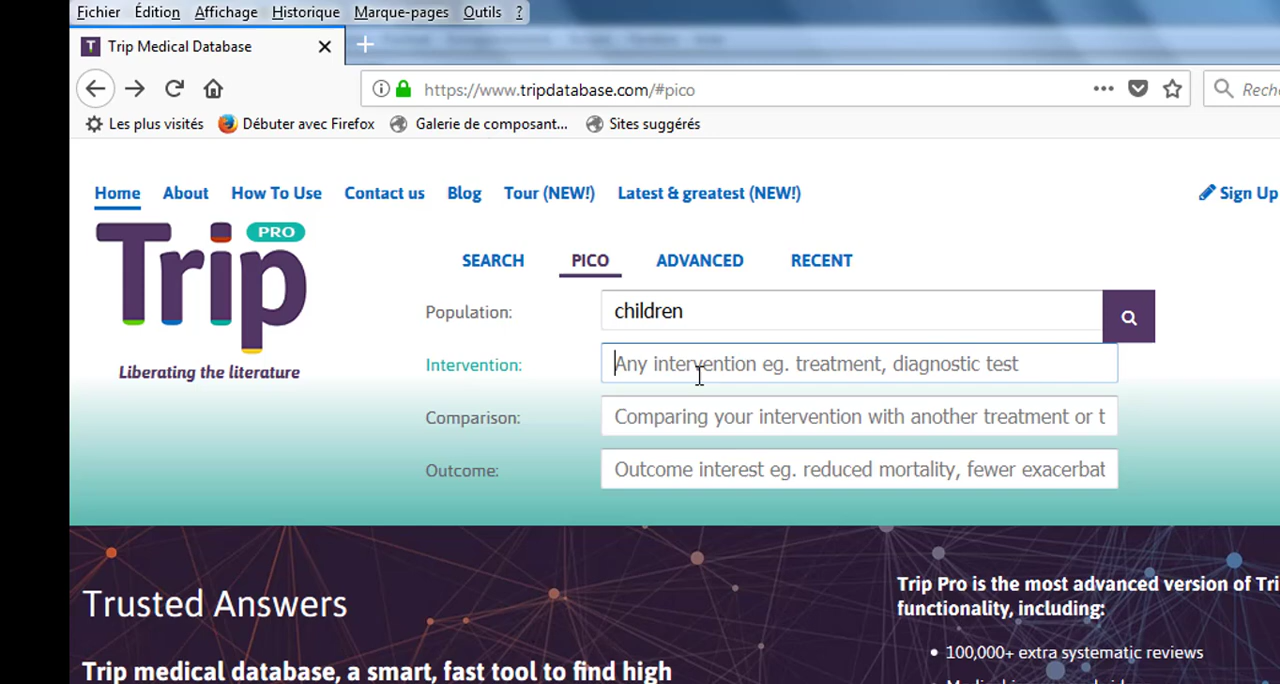 Fichier Édition Affichage Historique Marque-pages Outils ?
Trip Medical Database
https://www.tripdatabase.com/#pico
Rech
Les plus visités Débuter avec Firefox Galerie de composant... Sites suggérés
Home About How To Use Contact us Blog Tour (NEW!) Latest & greatest (NEW!) Sign Up
Trip PRO
Liberating the literature
SEARCH PICO ADVANCED RECENT
Population: children
Intervention: Any intervention eg. treatment, diagnostic test
Comparison: Comparing your intervention with another treatment or t
Outcome: Outcome interest eg. reduced mortality, fewer exacerbat
Trusted Answers
Trip medical database, a smart, fast tool to find high
Trip Pro is the most advanced version of Tri
functionality, including:
• 100,000+ extra systematic reviews